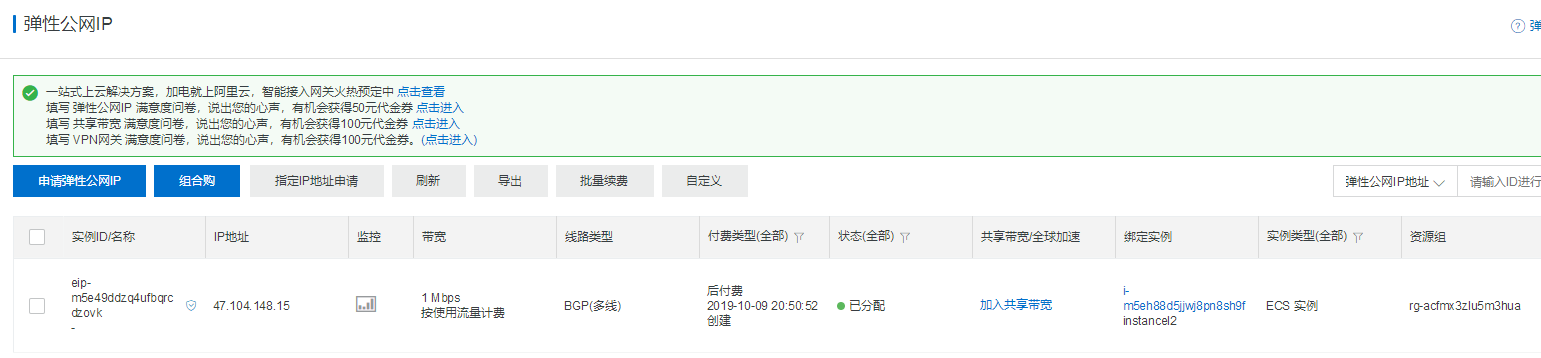 弹性公网IP
弹
一站式上云解决方案，加电就上阿里云，智能接入网关火热预定中 点击查看
填写 弹性公网IP 满意度问卷，说出您的心声，有机会获得50元代金券 点击进入
填写 共享带宽 满意度问卷，说出您的心声，有机会获得100元代金券 点击进入
填写 VPN网关 满意度问卷，说出您的心声，有机会获得100元代金券。(点击进入)
申请弹性公网IP 组合购 指定IP地址申请 刷新 导出 批量续费 自定义 弹性公网IP地址 请输入ID进行
实例ID/名称 IP地址 监控 带宽 线路类型 付费类型(全部) 状态(全部) 共享带宽/全球加速 绑定实例 实例类型(全部) 资源组
eip-
m5e49ddzq4ufbqrc
dzovk
-
47.104.148.15
1 Mbps
按使用流量计费
BGP(多线)
后付费
2019-10-09 20:50:52
创建
已分配
加入共享带宽
i-
m5eh88d5jjwj8pn8sh9f
instancel2
ECS 实例
rg-acfmx3zlu5m3hua